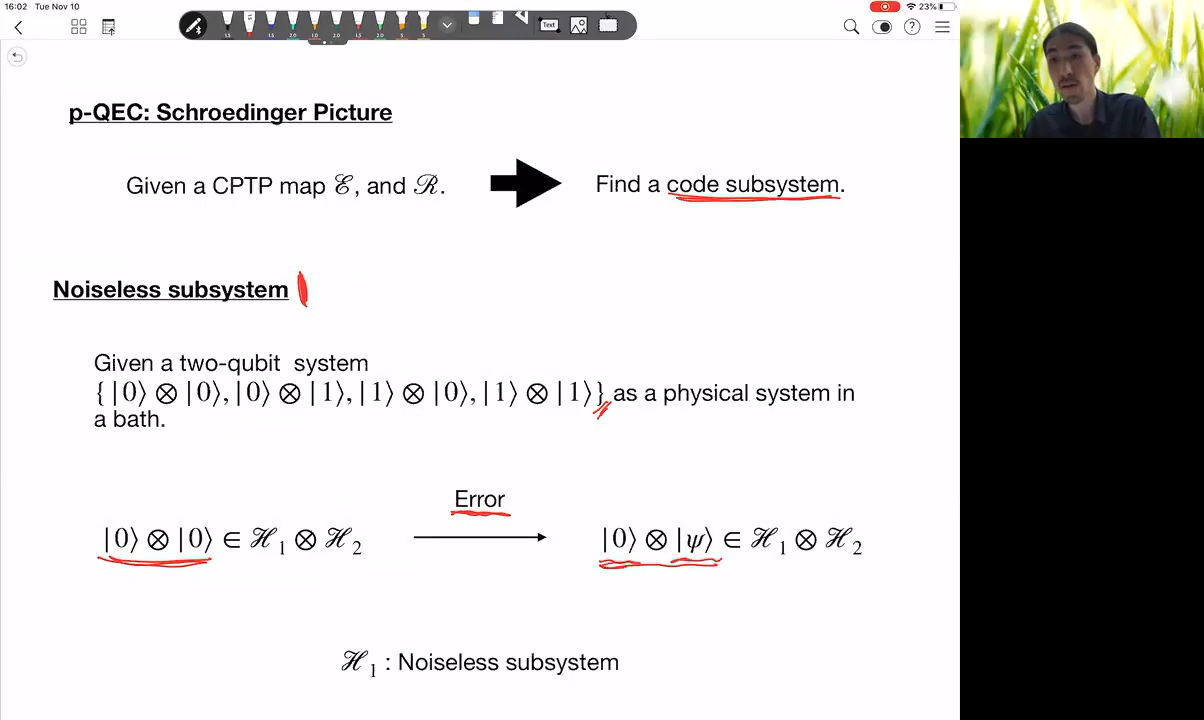 16:02 Tue Nov 10
23%
Text
p-QEC: Schroedinger Picture
Given a CPTP map ℰ, and ℛ.
Find a code subsystem.
Noiseless subsystem
Given a two-qubit system
{|0⟩ ⊗ |0⟩, |0⟩ ⊗ |1⟩, |1⟩ ⊗ |0⟩, |1⟩ ⊗ |1⟩} as a physical system in
a bath.
Error
|0⟩ ⊗ |0⟩ ∈ ℋ₁ ⊗ ℋ₂
|0⟩ ⊗ |ψ⟩ ∈ ℋ₁ ⊗ ℋ₂
ℋ₁ : Noiseless subsystem